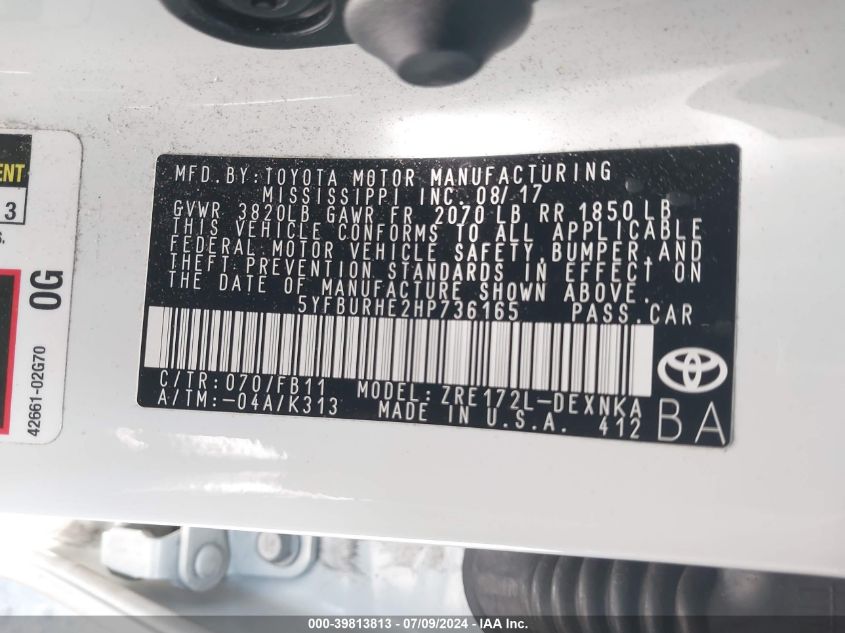 MFD. BY: TOYOTA MOTOR MANUFACTURING
MISSISSIPPI INC. 08/17
GVWR 3820LB GAWR FR 2070 LB RR 1850 LB
THIS VEHICLE CONFORMS TO ALL APPLICABLE
FEDERAL MOTOR VEHICLE SAFETY, BUMPER, AND
THEFT PREVENTION STANDARDS IN EFFECT ON
THE DATE OF MANUFACTURE SHOWN ABOVE.
5YFBURHE2HP736165 PASS. CAR
C/TR: 070/FB11 MODEL: ZRE172L-DEXNKA
A/TM: -04A/K313 MADE IN U.S.A. 412
BA
ENT
3
S.
0G
42661-02G70
000-39813813 / 07/09/2024 - IAA Inc.